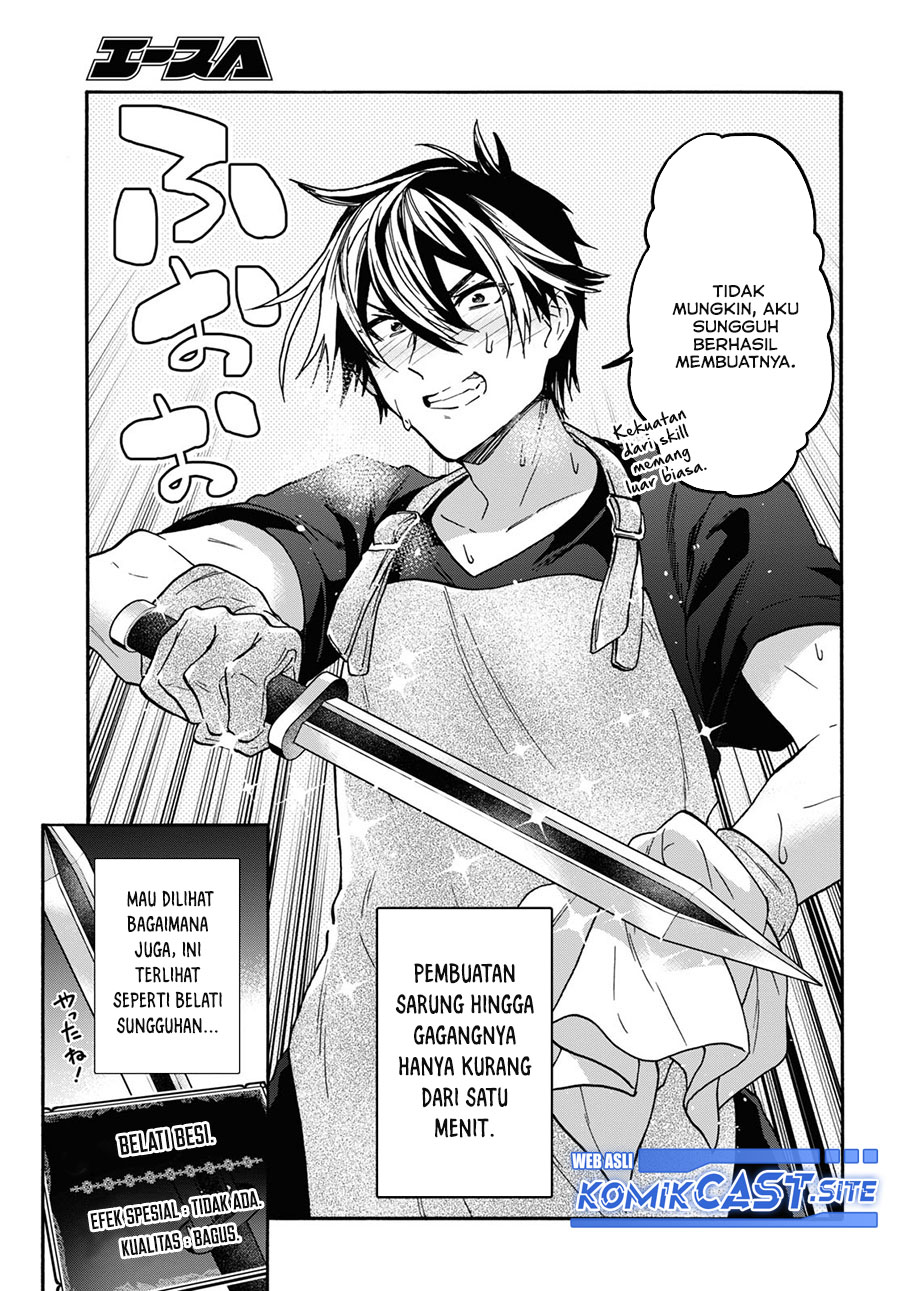 エースA
TIDAK
MUNGKIN, AKU
SUNGGUH
BERHASIL
MEMBUATNYA.
Kekuatan
dari skill
memang
luar biasa.
ふおお
PEMBUATAN
SARUNG HINGGA
GAGANGNYA
HANYA KURANG
DARI SATU
MENIT.
MAU DILIHAT
BAGAIMANA
JUGA, INI
TERLIHAT
SEPERTI BELATI
SUNGGUHAN...
やったね!
BELATI BESI.
EFEK SPESIAL : TIDAK ADA.
KUALITAS : BAGUS.
WEB ASLI
KOMIKCAST.SITE